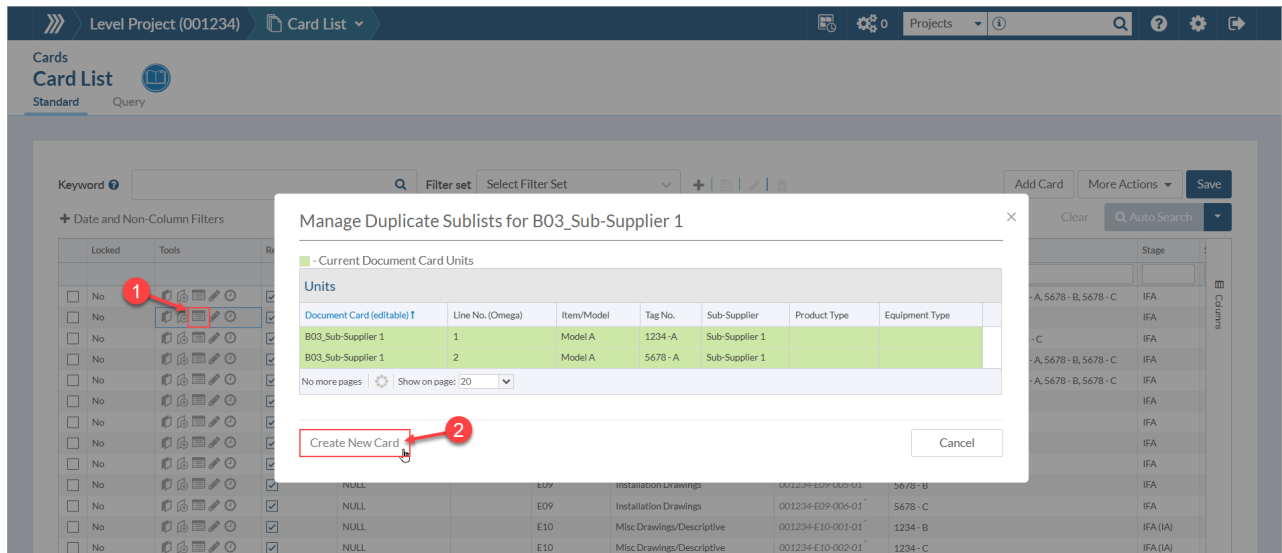 Level Project (001234) Card List 0 Projects
Cards
Card List
Standard Query
Keyword Filter set Select Filter Set Add Card More Actions Save
+ Date and Non-Column Filters Clear Auto Search
Manage Duplicate Sublists for B03_Sub-Supplier 1
- Current Document Card Units
Units
Document Card (editable) Line No. (Omega) Item/Model Tag No. Sub-Supplier Product Type Equipment Type
B03_Sub-Supplier 1 1 Model A 1234 -A Sub-Supplier 1
B03_Sub-Supplier 1 2 Model A 5678 - A Sub-Supplier 1
No more pages Show on page: 20
Create New Card Cancel
1
2
Locked Tools Stage
Columns
No - A, 5678 - B, 5678 - C IFA
No IFA
No - C IFA
No - A, 5678 - B, 5678 - C IFA
No - A, 5678 - B, 5678 - C IFA
No IFA
No IFA
No IFA
No IFA
No NULL E09 Installation Drawings 001234-E09-005-01 5678 - B IFA
No NULL E09 Installation Drawings 001234-E09-006-01 5678 - C IFA
No NULL E10 Misc Drawings/Descriptive 001234-E10-001-01 1234 - B IFA (IA)
No NULL E10 Misc Drawings/Descriptive 001234-E10-002-01 1234 - C IFA (IA)